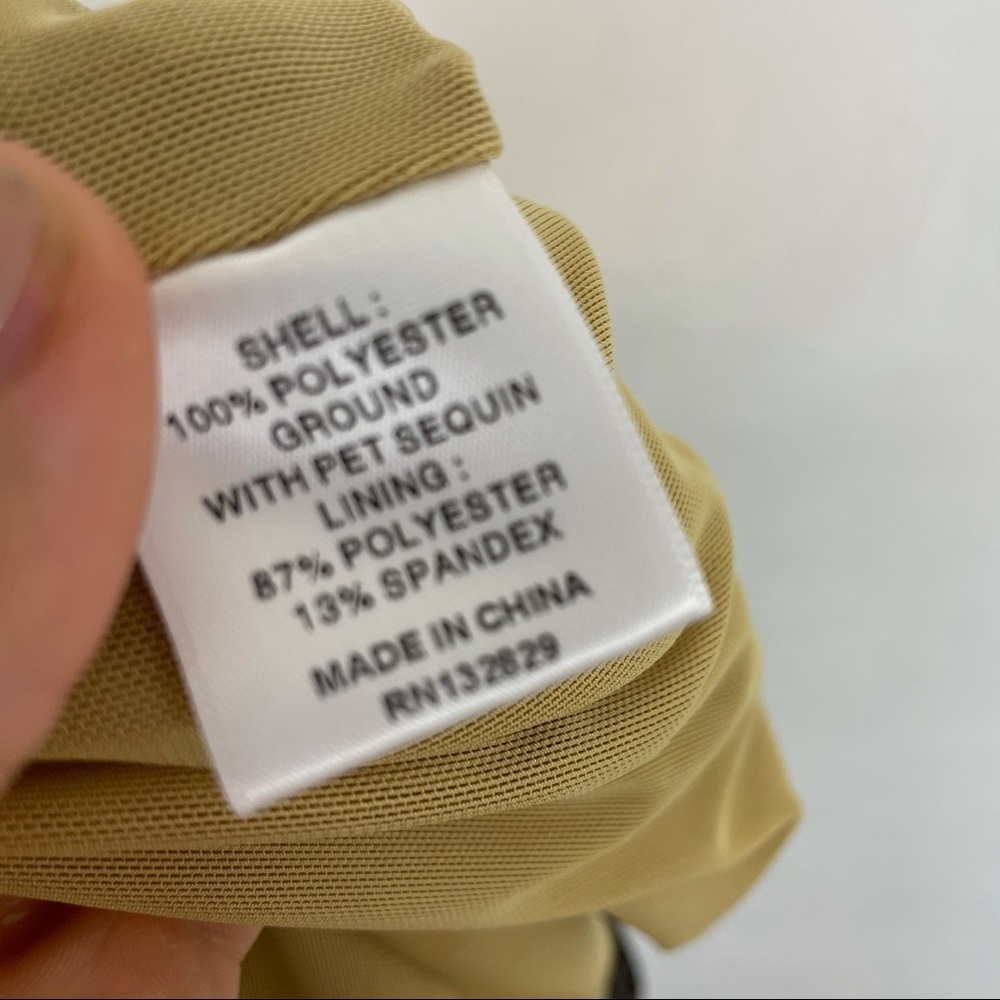 SHELL :
100% POLYESTER
GROUND
WITH PET SEQUIN
LINING :
87% POLYESTER
13% SPANDEX
MADE IN CHINA
RN132829